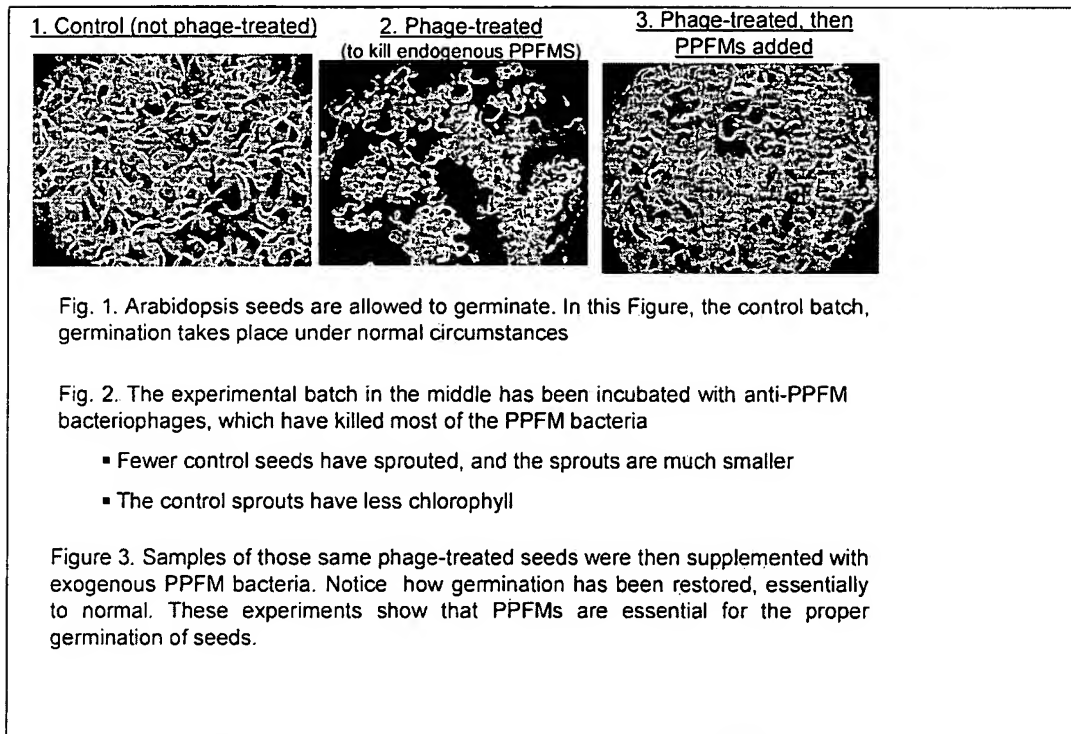 1. Control (not phage-treated)
2. Phage-treated
(to kill endogenous PPFMS)
3. Phage-treated, then
PPFMs added
Fig. 1. Arabidopsis seeds are allowed to germinate. In this Figure, the control batch,
germination takes place under normal circumstances
Fig. 2. The experimental batch in the middle has been incubated with anti-PPFM
bacteriophages, which have killed most of the PPFM bacteria
▪ Fewer control seeds have sprouted, and the sprouts are much smaller
▪ The control sprouts have less chlorophyll
Figure 3. Samples of those same phage-treated seeds were then supplemented with
exogenous PPFM bacteria. Notice how germination has been restored, essentially
to normal. These experiments show that PPFMs are essential for the proper
germination of seeds.